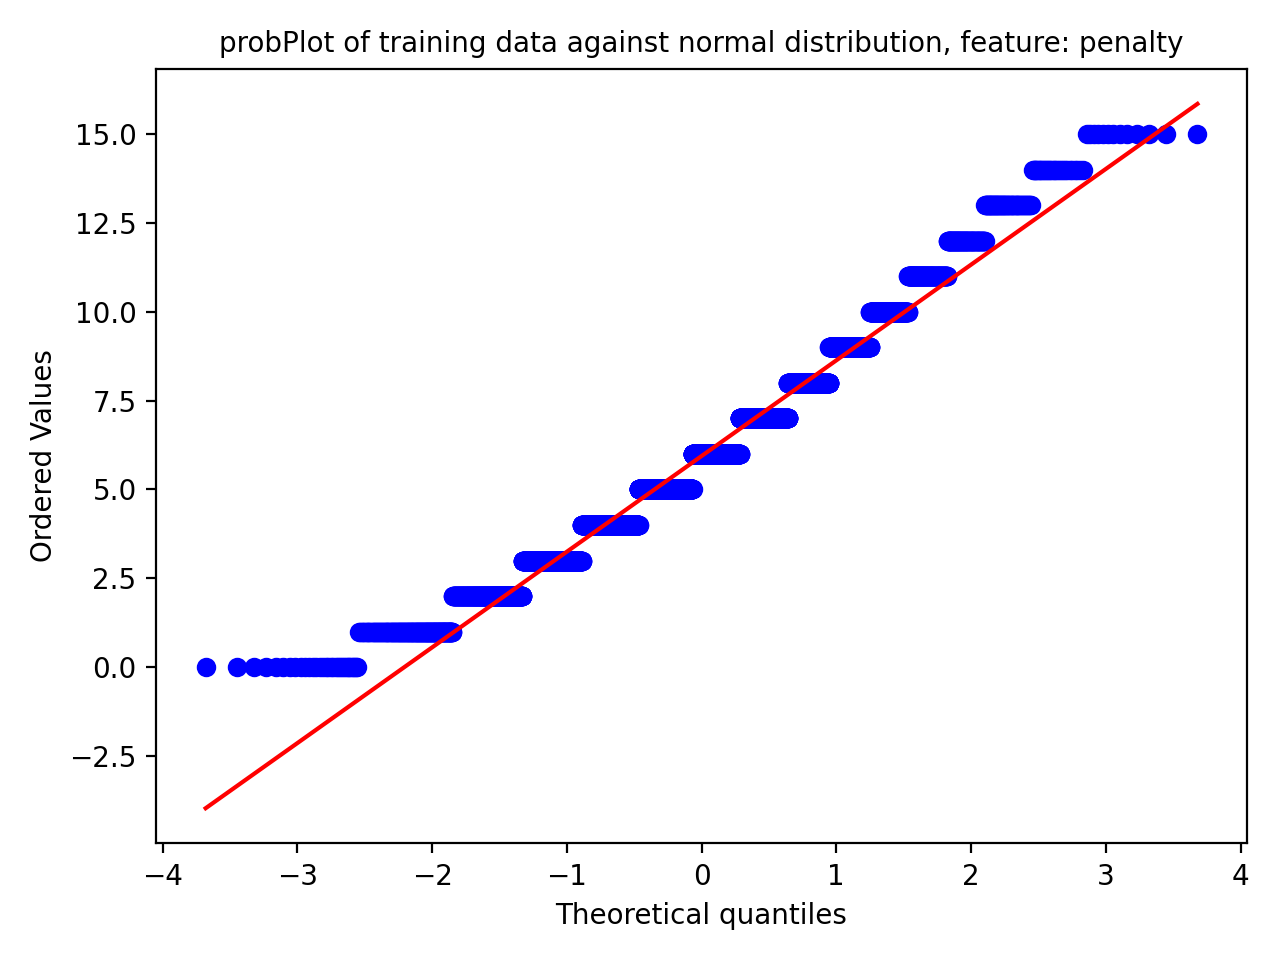 probPlot of training data against normal distribution, feature: penalty
15.0
12.5
10.0
7.5
5.0
2.5
0.0
−2.5
Ordered Values
−4 −3 −2 −1 0 1 2 3 4
Theoretical quantiles